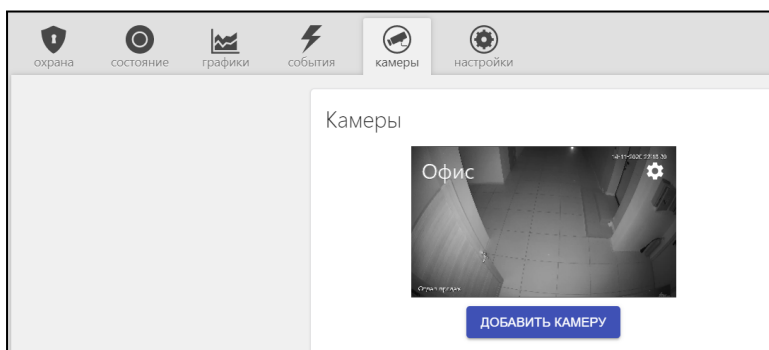 охрана
состояние
графики
события
камеры
настройки
Камеры
Офис
ДОБАВИТЬ КАМЕРУ